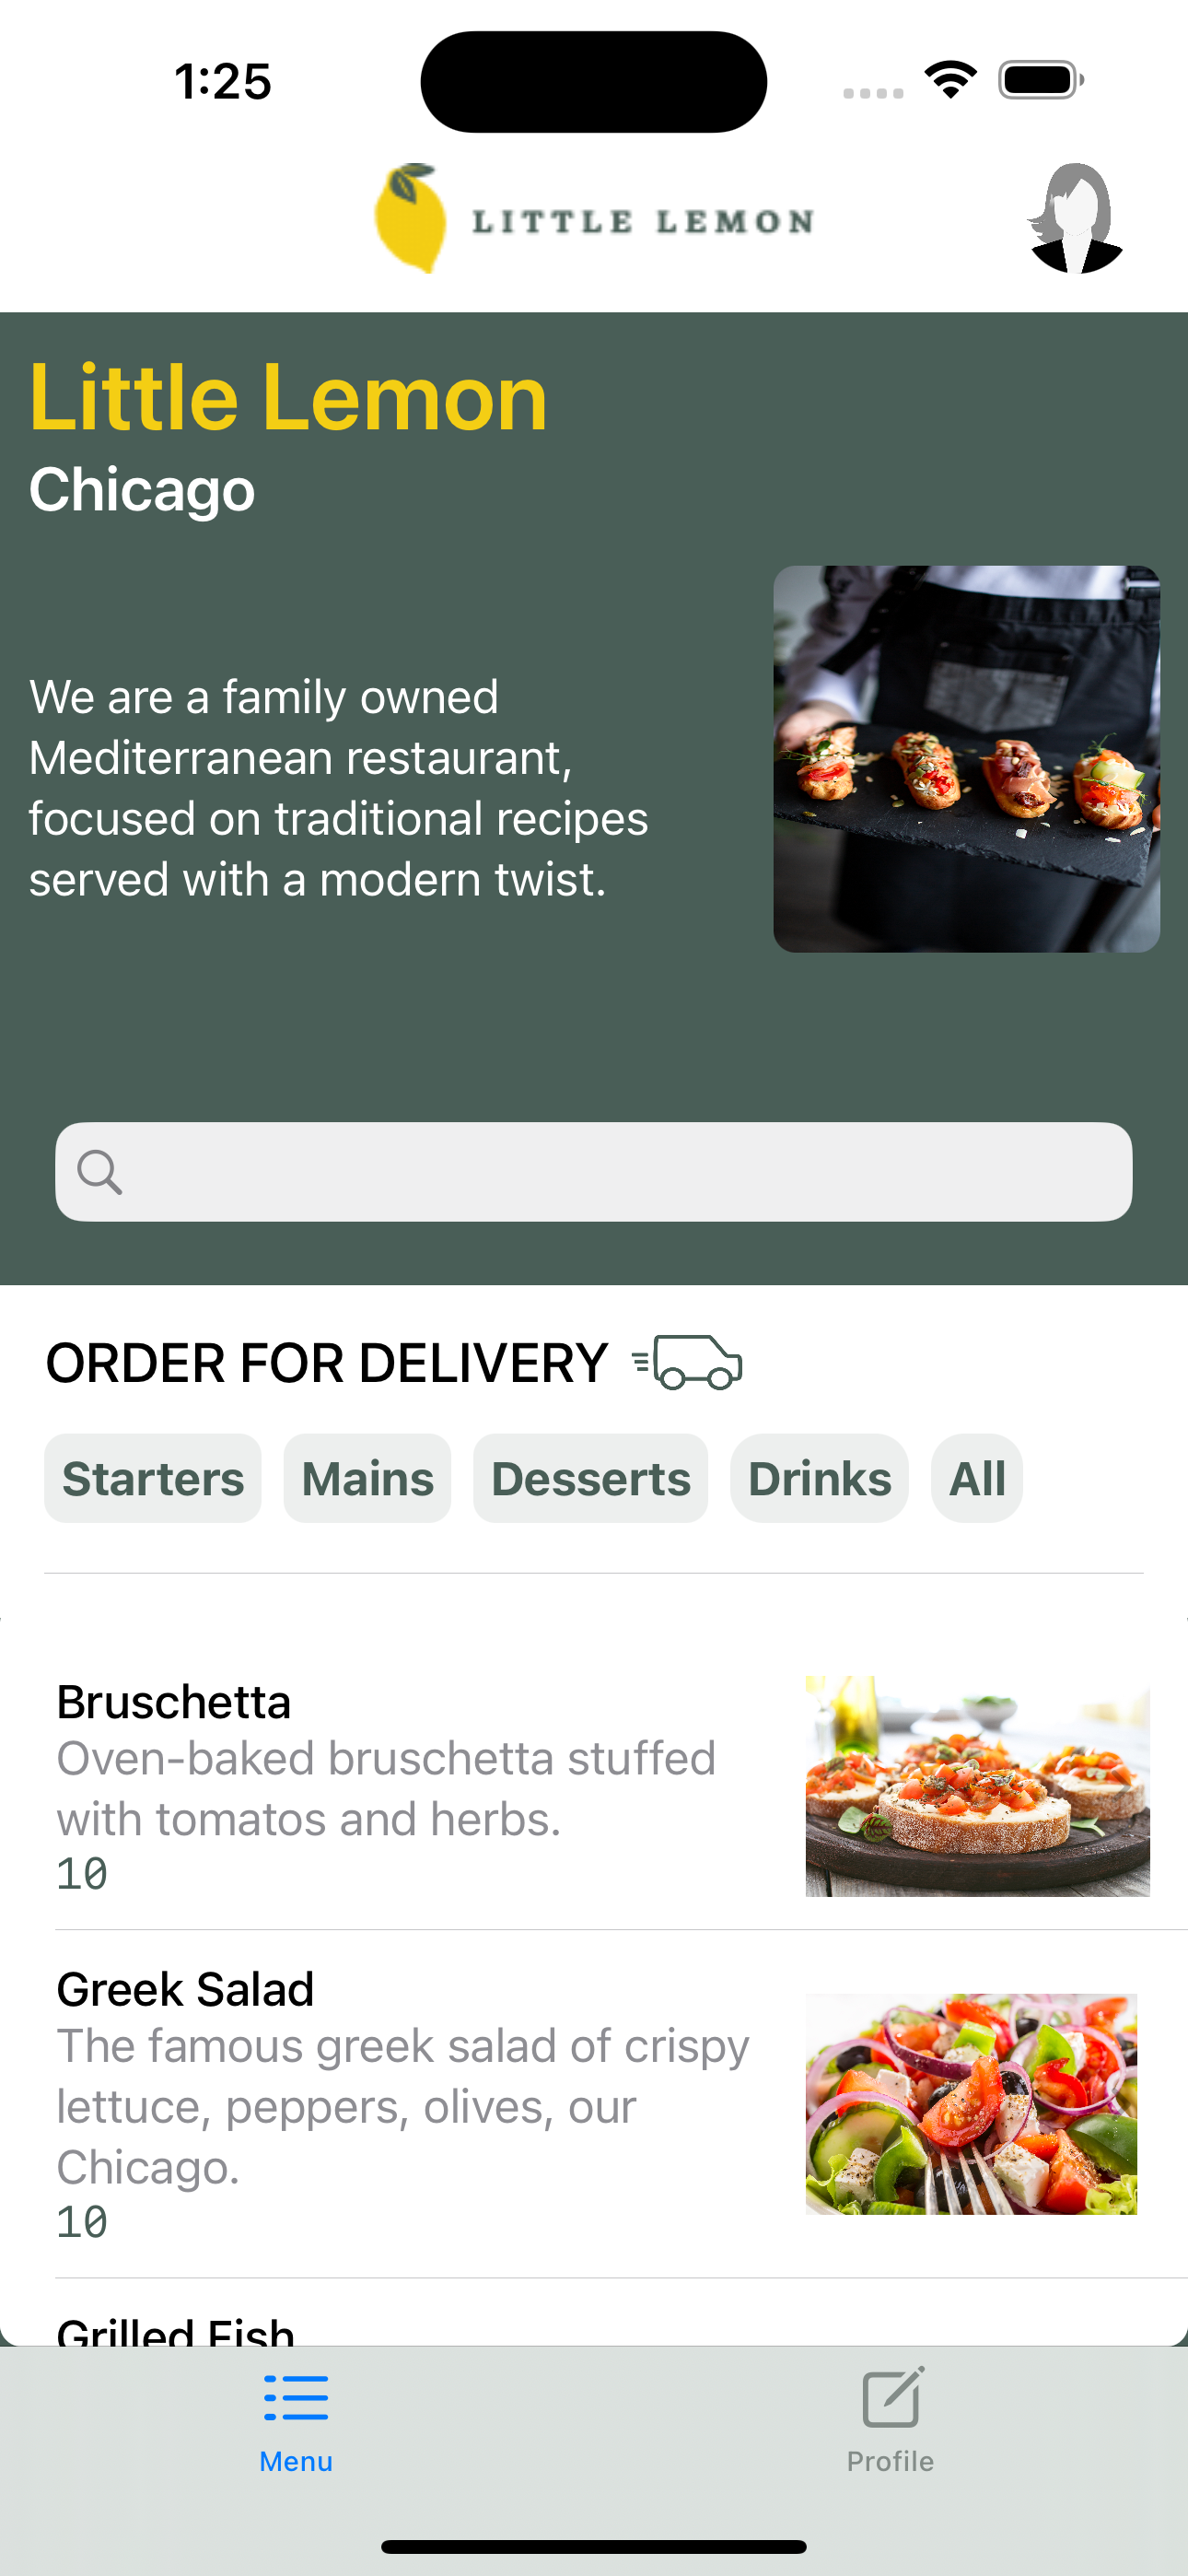 1:25
LITTLE LEMON
Little Lemon
Chicago
We are a family owned
Mediterranean restaurant,
focused on traditional recipes
served with a modern twist.
ORDER FOR DELIVERY
Starters Mains Desserts Drinks All
Bruschetta
Oven-baked bruschetta stuffed
with tomatos and herbs.
10
Greek Salad
The famous greek salad of crispy
lettuce, peppers, olives, our
Chicago.
10
Grilled Fish
Menu Profile